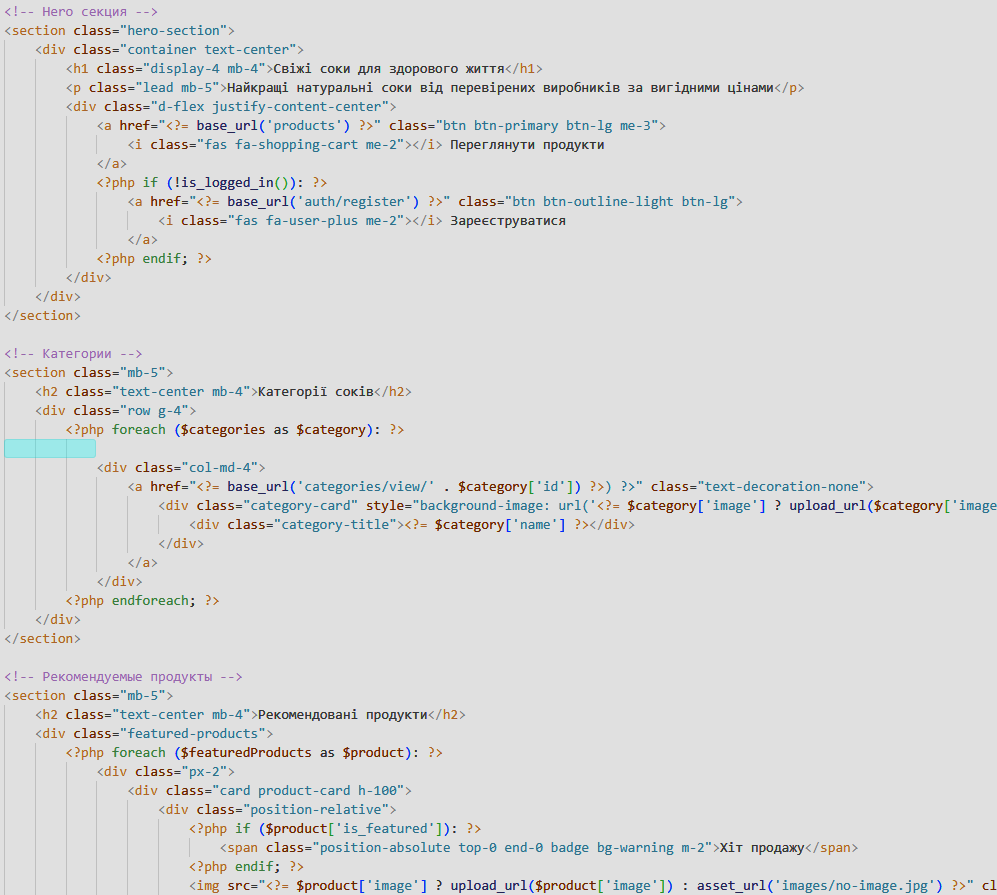 <!-- Hero секция -->
<section class="hero-section">
    <div class="container text-center">
        <h1 class="display-4 mb-4">Свіжі соки для здорового життя</h1>
        <p class="lead mb-5">Найкращі натуральні соки від перевірених виробників за вигідними цінами</p>
        <div class="d-flex justify-content-center">
            <a href="<?= base_url('products') ?>" class="btn btn-primary btn-lg me-3">
                <i class="fas fa-shopping-cart me-2"></i> Переглянути продукти
            </a>
            <?php if (!is_logged_in()): ?>
                <a href="<?= base_url('auth/register') ?>" class="btn btn-outline-light btn-lg">
                    <i class="fas fa-user-plus me-2"></i> Зареєструватися
                </a>
            <?php endif; ?>
        </div>
    </div>
</section>

<!-- Категории -->
<section class="mb-5">
    <h2 class="text-center mb-4">Категорії соків</h2>
    <div class="row g-4">
        <?php foreach ($categories as $category): ?>

            <div class="col-md-4">
                <a href="<?= base_url('categories/view/' . $category['id']) ?>) ?>" class="text-decoration-none">
                    <div class="category-card" style="background-image: url('<?= $category['image'] ? upload_url($category['image
                        <div class="category-title"><?= $category['name'] ?></div>
                    </div>
                </a>
            </div>
        <?php endforeach; ?>
    </div>
</section>

<!-- Рекомендуемые продукты -->
<section class="mb-5">
    <h2 class="text-center mb-4">Рекомендовані продукти</h2>
    <div class="featured-products">
        <?php foreach ($featuredProducts as $product): ?>
            <div class="px-2">
                <div class="card product-card h-100">
                    <div class="position-relative">
                        <?php if ($product['is_featured']): ?>
                            <span class="position-absolute top-0 end-0 badge bg-warning m-2">Хіт продажу</span>
                        <?php endif; ?>
                        <img src="<?= $product['image'] ? upload_url($product['image']) : asset_url('images/no-image.jpg') ?>" cl